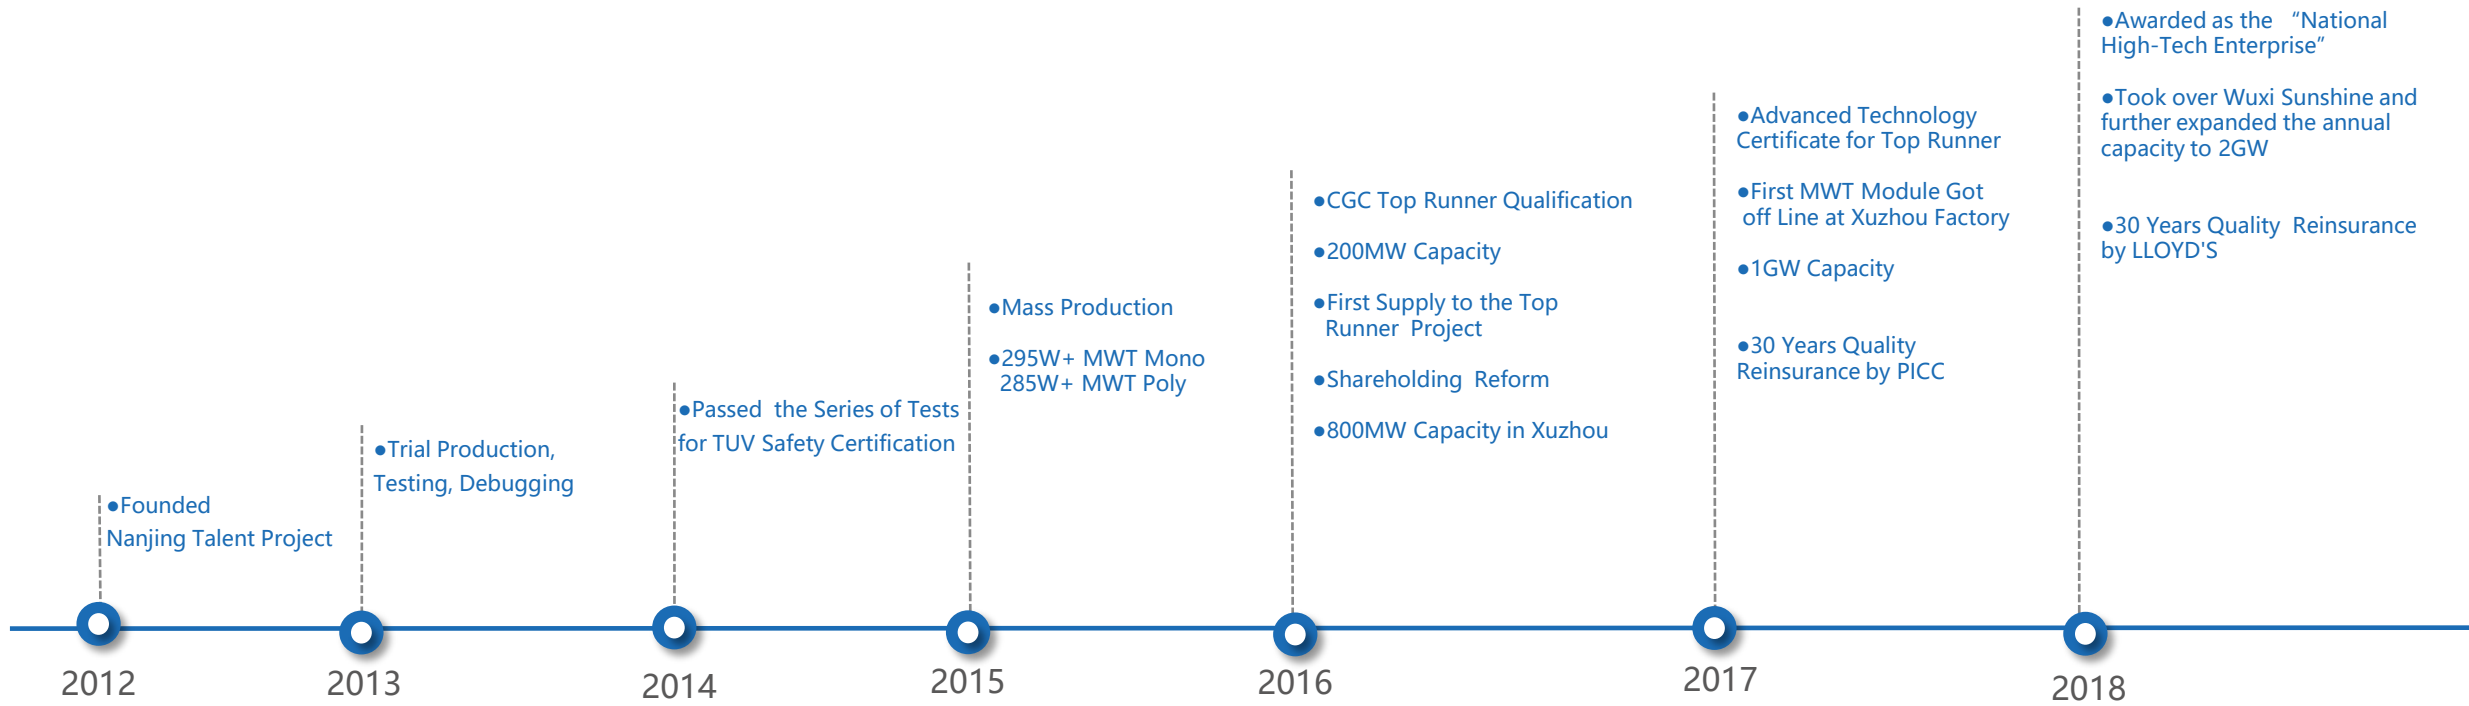 ●Founded
Nanjing Talent Project
2012
●Trial Production,
Testing, Debugging
2013
●Passed the Series of Tests
for TUV Safety Certification
2014
●Mass Production
●295W+ MWT Mono
285W+ MWT Poly
2015
●CGC Top Runner Qualification
●200MW Capacity
●First Supply to the Top
Runner Project
●Shareholding Reform
●800MW Capacity in Xuzhou
2016
●Advanced Technology
Certificate for Top Runner
●First MWT Module Got
off Line at Xuzhou Factory
●1GW Capacity
●30 Years Quality
Reinsurance by PICC
2017
●Awarded as the “National
High-Tech Enterprise”
●Took over Wuxi Sunshine and
further expanded the annual
capacity to 2GW
●30 Years Quality Reinsurance
by LLOYD'S
2018